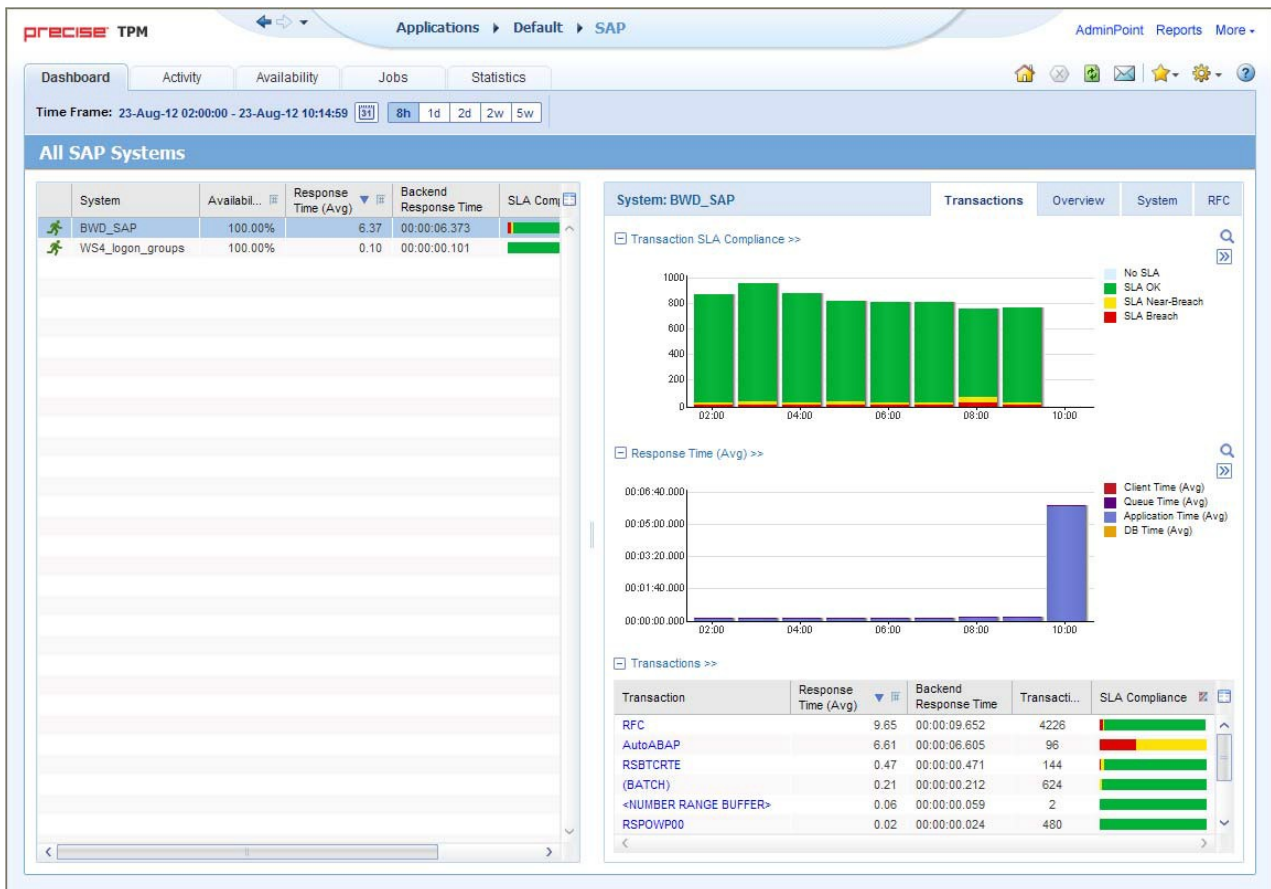 precise TPM
Applications Default SAP
AdminPoint Reports More
Dashboard Activity Availability Jobs Statistics
Time Frame: 23-Aug-12 02:00:00 - 23-Aug-12 10:14:59 31 8h 1d 2d 2w 5w
All SAP Systems
System Availabil... Response Time (Avg) Backend Response Time SLA Com
BWD_SAP 100.00% 6.37 00:00:06.373
WS4_logon_groups 100.00% 0.10 00:00:00.101
System: BWD_SAP Transactions Overview System RFC
Transaction SLA Compliance >>
1000
800
600
400
200
0
02:00 04:00 06:00 08:00 10:00
No SLA
SLA OK
SLA Near-Breach
SLA Breach
Response Time (Avg) >>
00:06:40.000
00:05:00.000
00:03:20.000
00:01:40.000
00:00:00.000
02:00 04:00 06:00 08:00 10:00
Client Time (Avg)
Queue Time (Avg)
Application Time (Avg)
DB Time (Avg)
Transactions >>
Transaction Response Time (Avg) Backend Response Time Transacti... SLA Compliance
RFC 9.65 00:00:09.652 4226
AutoABAP 6.61 00:00:06.605 96
RSBTCRTE 0.47 00:00:00.471 144
(BATCH) 0.21 00:00:00.212 624
<NUMBER RANGE BUFFER> 0.06 00:00:00.059 2
RSPOWP00 0.02 00:00:00.024 480